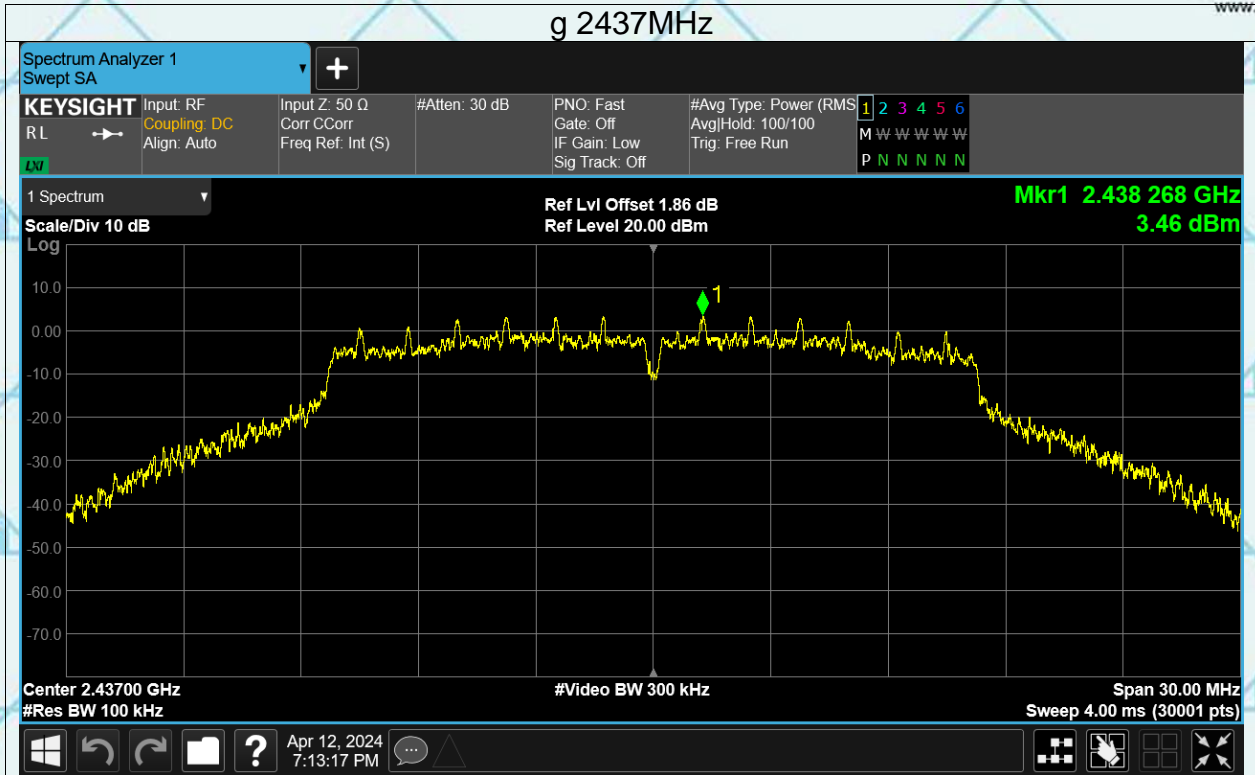 www.
g 2437MHz
Spectrum Analyzer 1
Swept SA
+
KEYSIGHT
R L
LXI
Input: RF
Coupling: DC
Align: Auto
Input Z: 50 Ω
Corr CCorr
Freq Ref: Int (S)
#Atten: 30 dB
PNO: Fast
Gate: Off
IF Gain: Low
Sig Track: Off
#Avg Type: Power (RMS
Avg|Hold: 100/100
Trig: Free Run
1 2 3 4 5 6
M W W W W W
P N N N N N
1 Spectrum
Scale/Div 10 dB
Log
Ref Lvl Offset 1.86 dB
Ref Level 20.00 dBm
Mkr1 2.438 268 GHz
3.46 dBm
1
10.0
0.00
-10.0
-20.0
-30.0
-40.0
-50.0
-60.0
-70.0
Center 2.43700 GHz
#Res BW 100 kHz
#Video BW 300 kHz
Span 30.00 MHz
Sweep 4.00 ms (30001 pts)
?
Apr 12, 2024
7:13:17 PM